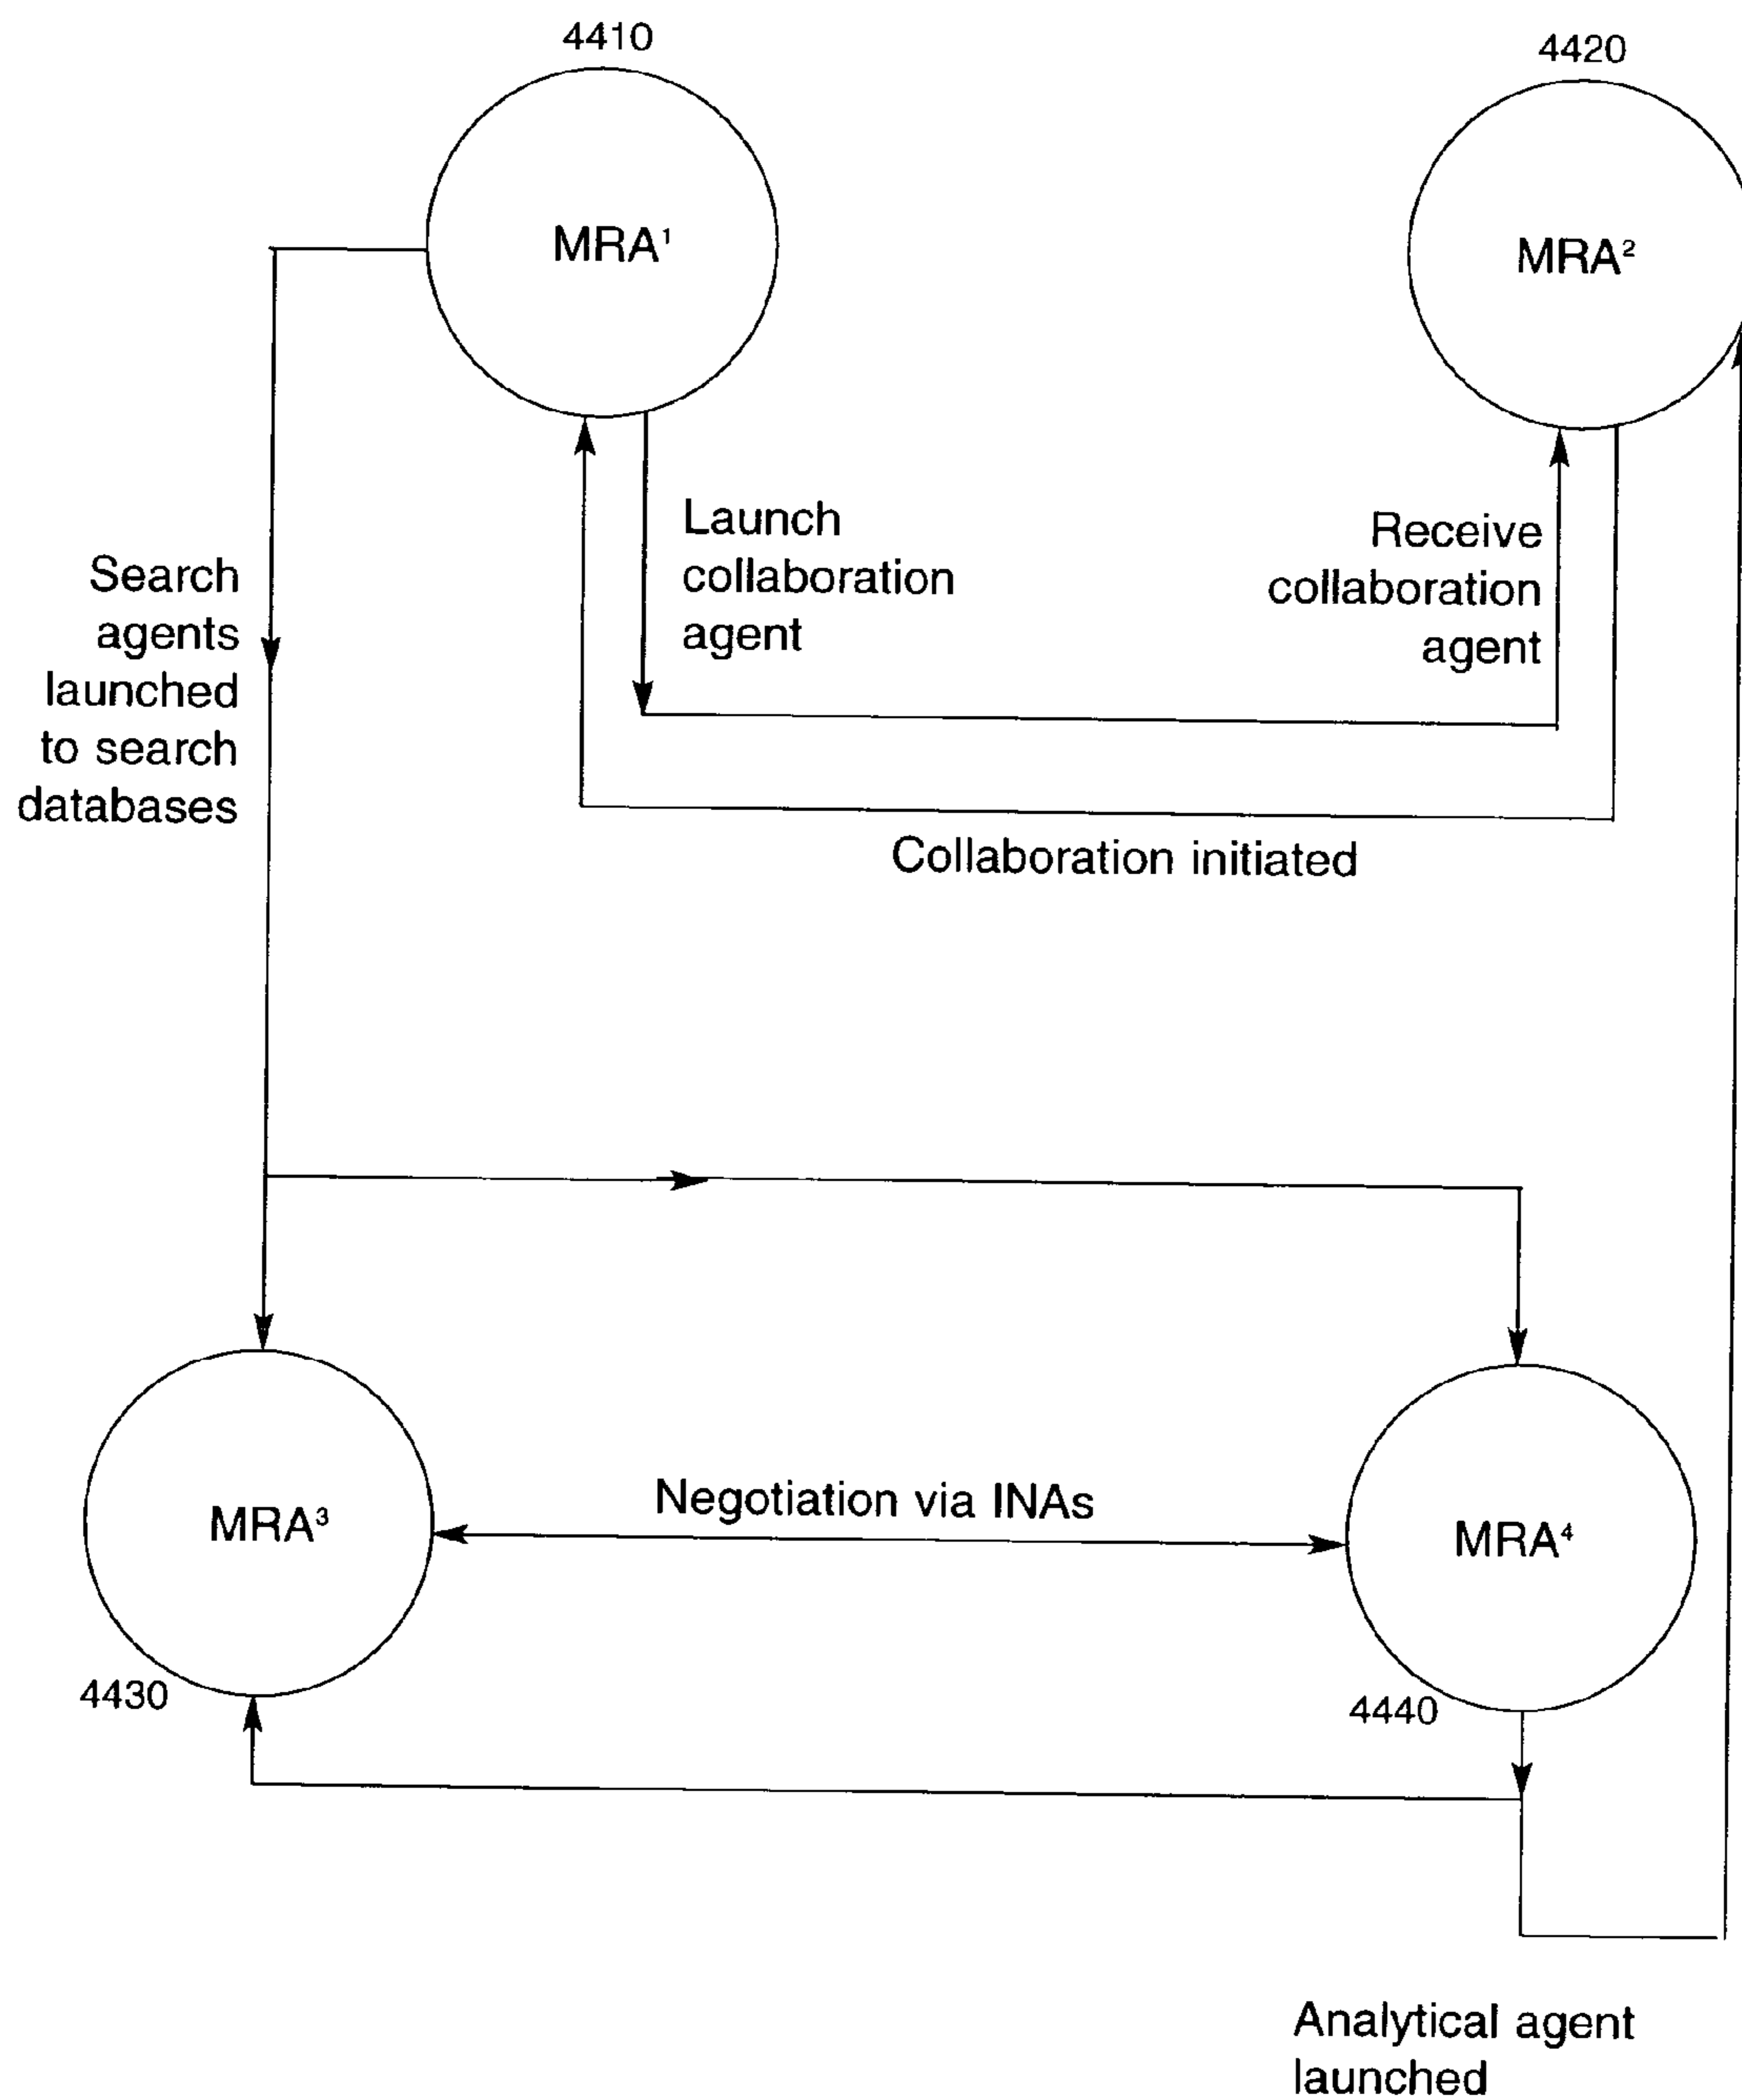 4410
4420
MRA¹
MRA²
Launch
collaboration
agent
Receive
collaboration
agent
Search
agents
launched
to search
databases
Collaboration initiated
Negotiation via INAs
MRA³
MRA⁴
4430
4440
Analytical agent
launched